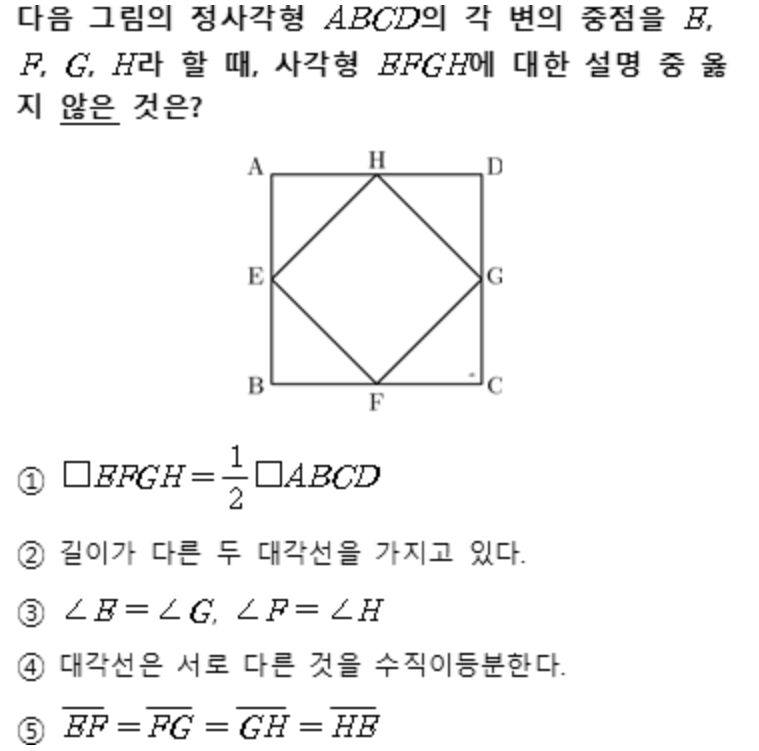 다음 그림의 정사각형 ABCD의 각 변의 중점을 E,
F, G, H라 할 때, 사각형 EFGH에 대한 설명 중 옳
지 않은 것은?
A H D
E G
B F C
① □EFGH = 1/2 □ABCD
② 길이가 다른 두 대각선을 가지고 있다.
③ ∠E = ∠G, ∠F = ∠H
④ 대각선은 서로 다른 것을 수직이등분한다.
⑤ E̅F̅ = F̅G̅ = G̅H̅ = H̅E̅